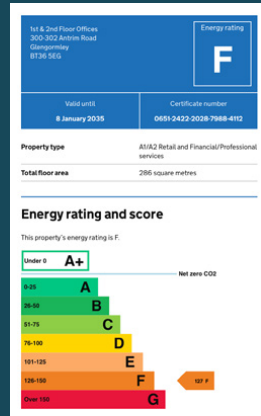 1st & 2nd Floor Offices
300-302 Antrim Road
Glengormley
BT36 5EG
Energy rating
F
Valid until
8 January 2035
Certificate number
0651-2422-2028-7988-4112
Property type
A1/A2 Retail and Financial/Professional
services
Total floor area
286 square metres
Energy rating and score
This property's energy rating is F.
Under 0 A+
Net zero CO2
0-25 A
26-50 B
51-75 C
76-100 D
101-125 E
126-150 F
127 F
Over 150 G